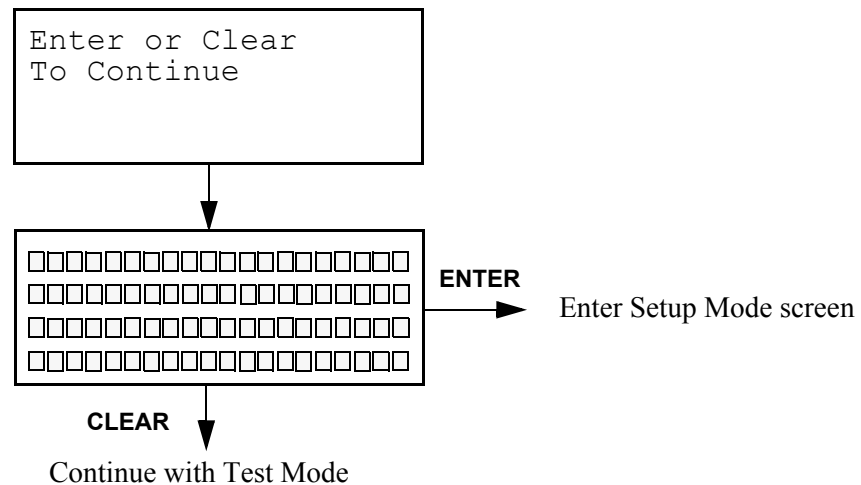 Enter or Clear
To Continue
ENTER
Enter Setup Mode screen
CLEAR
Continue with Test Mode